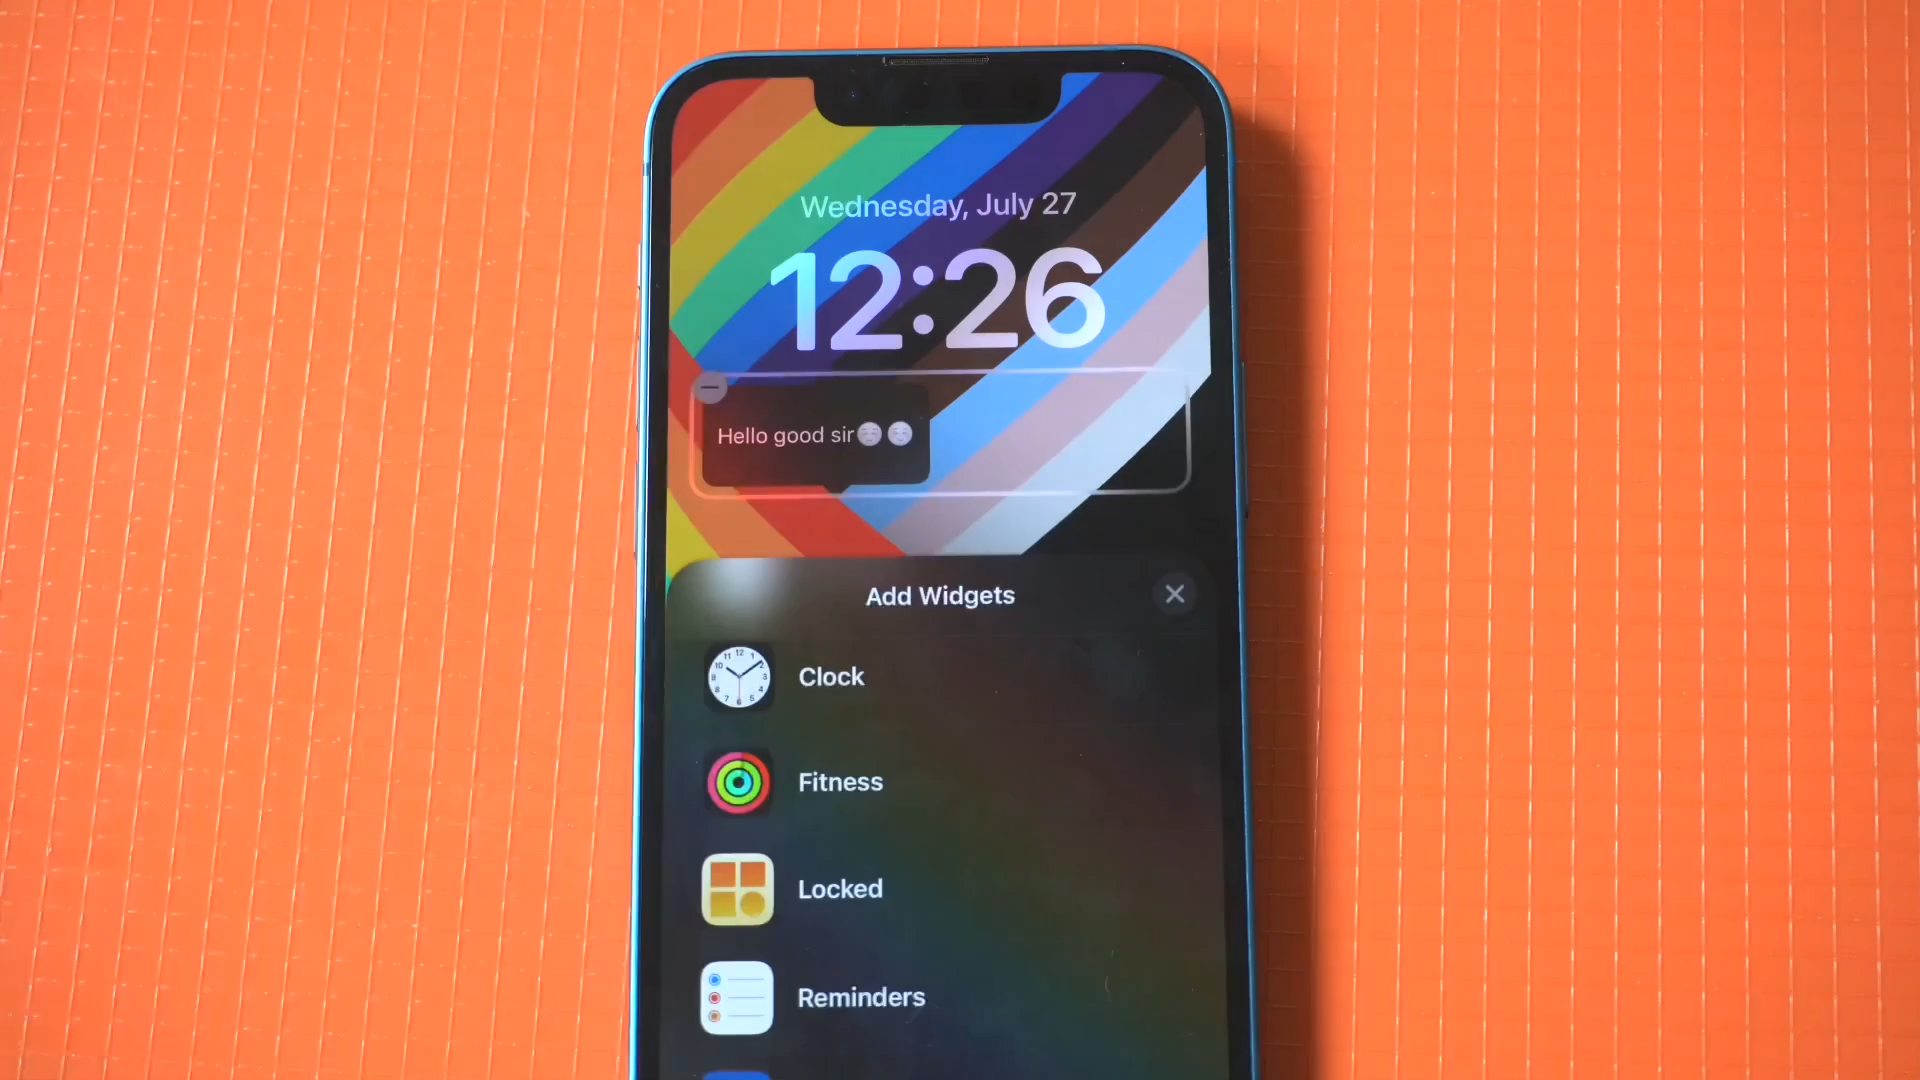 Wednesday, July 27
12:26
Hello good sir
Add Widgets
Clock
Fitness
Locked
Reminders